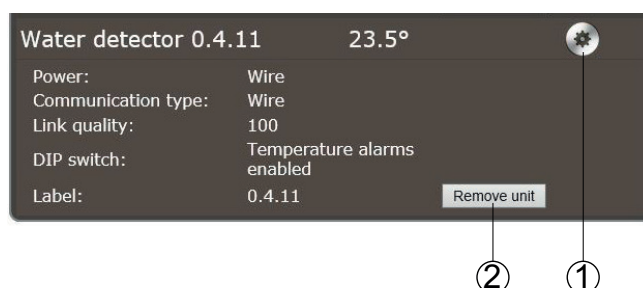 Water detector 0.4.11 23.5°
Power: Wire
Communication type: Wire
Link quality: 100
DIP switch: Temperature alarms
enabled
Label: 0.4.11 Remove unit
2 1